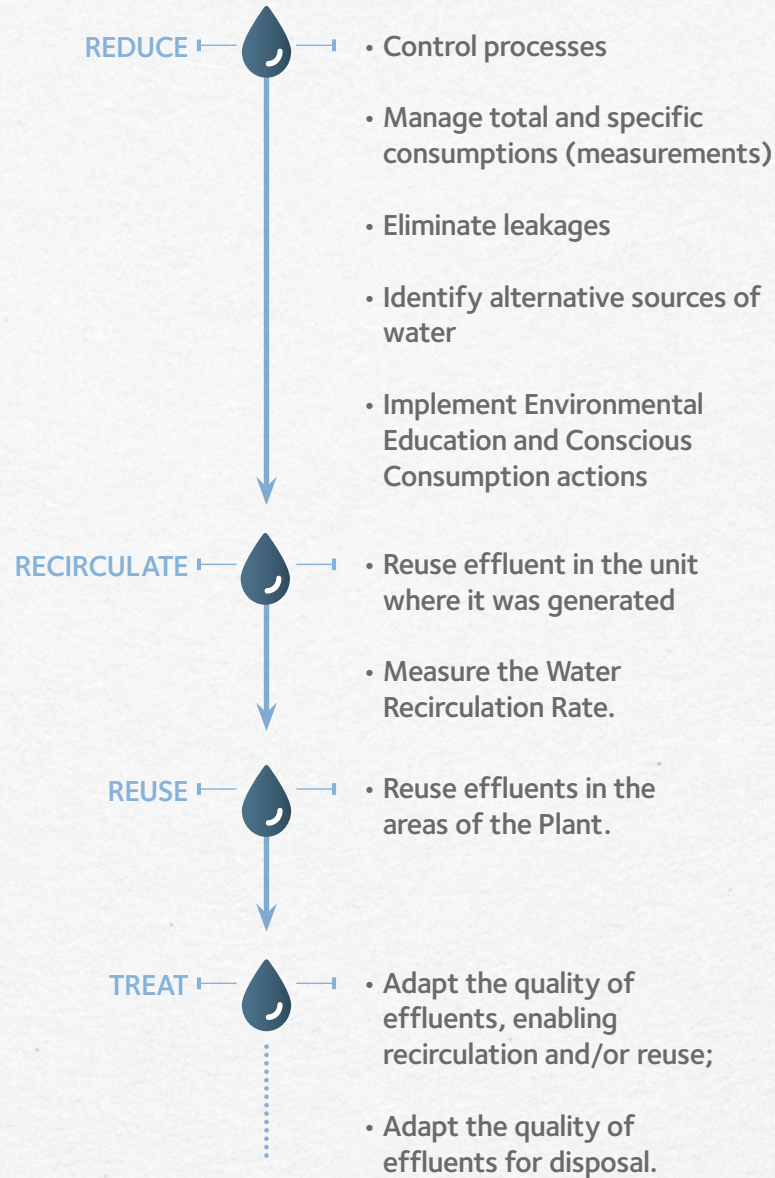 REDUCE
• Control processes
• Manage total and specific
consumptions (measurements)
• Eliminate leakages
• Identify alternative sources of
water
• Implement Environmental
Education and Conscious
Consumption actions
RECIRCULATE
• Reuse effluent in the unit
where it was generated
• Measure the Water
Recirculation Rate.
REUSE
• Reuse effluents in the
areas of the Plant.
TREAT
• Adapt the quality of
effluents, enabling
recirculation and/or reuse;
• Adapt the quality of
effluents for disposal.